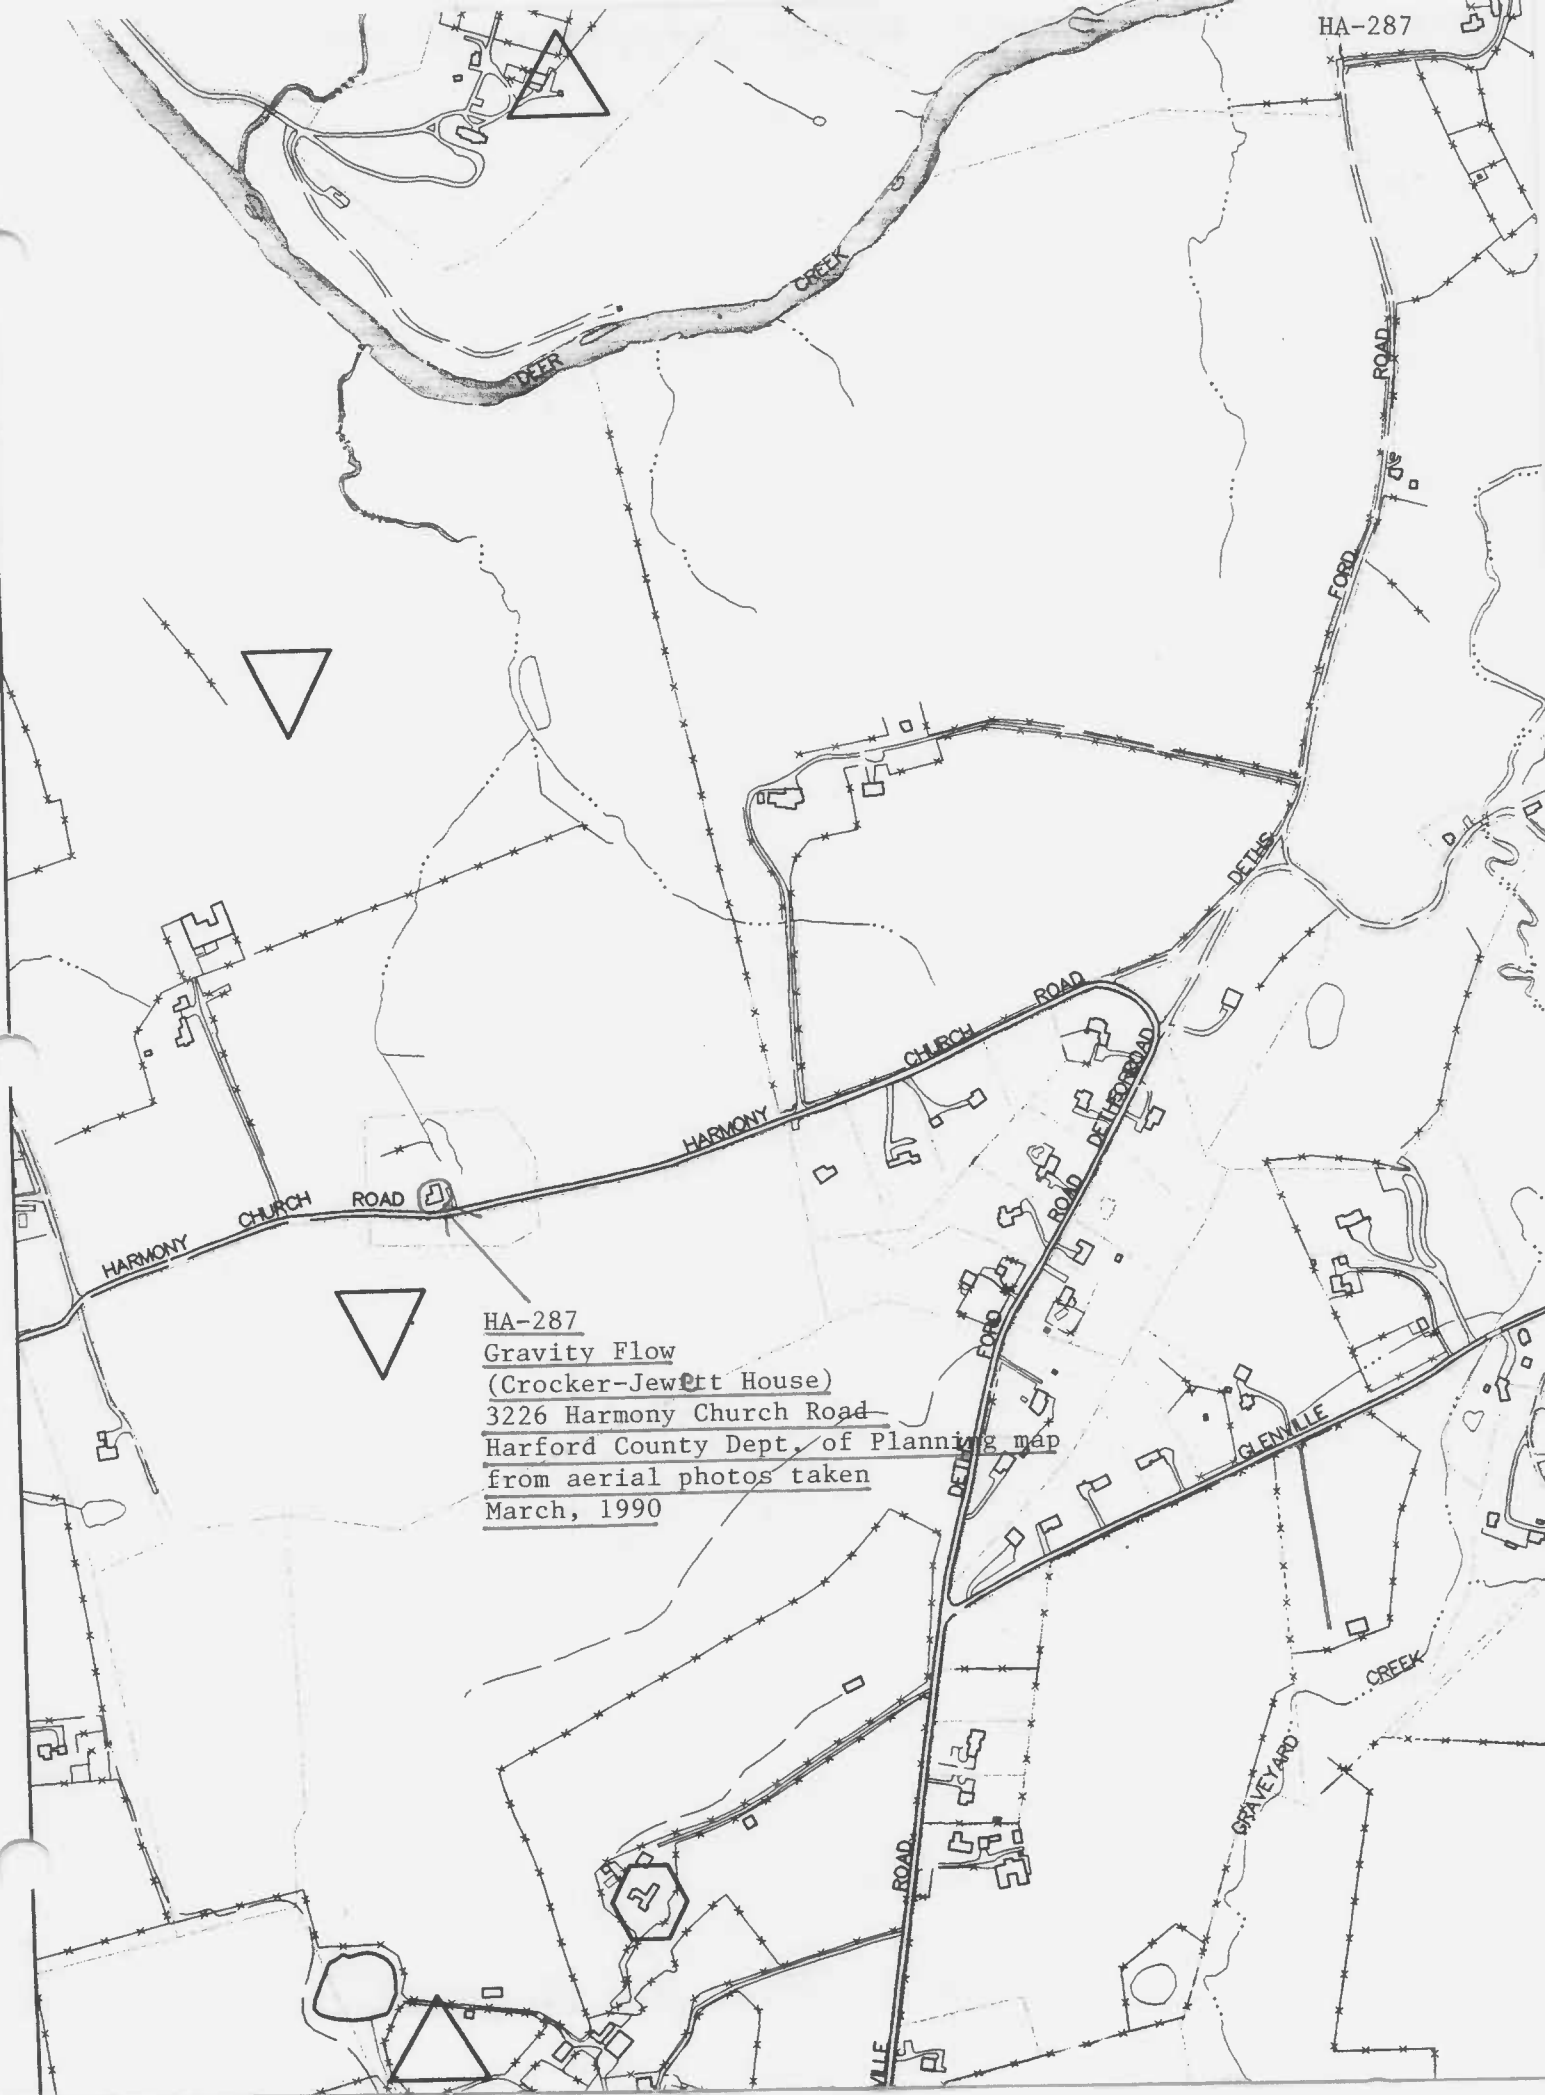 HA-287
CREEK
DEER
ROAD
FORD
DETHS
ROAD
CHURCH
HARMONY
ROAD
DETHS
FORD
ROAD
ROAD
CHURCH
HARMONY
FORD
DETHS
GLENVILLE
HA-287
Gravity Flow
(Crocker-Jewett House)
3226 Harmony Church Road
Harford County Dept. of Planning map
from aerial photos taken
March, 1990
CREEK
GRAVEYARD
ROAD
VILLE